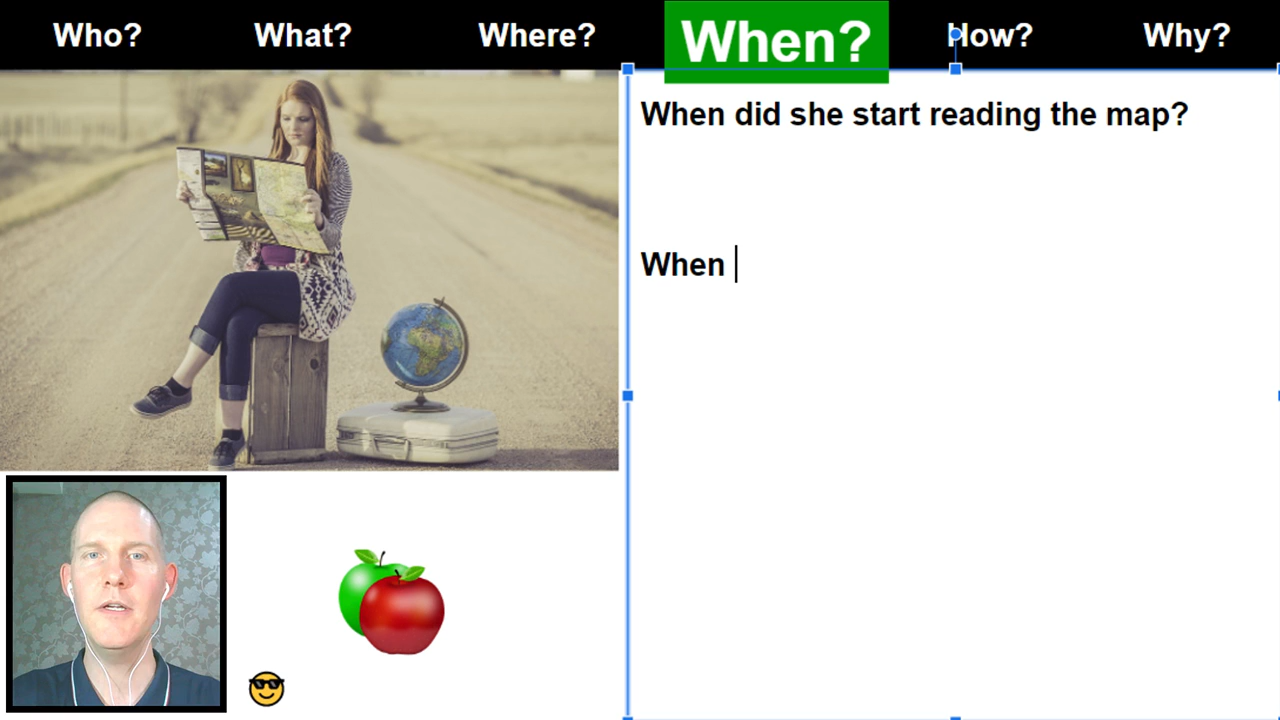 Who?
What?
Where?
When?
How?
Why?
When did she start reading the map?
When